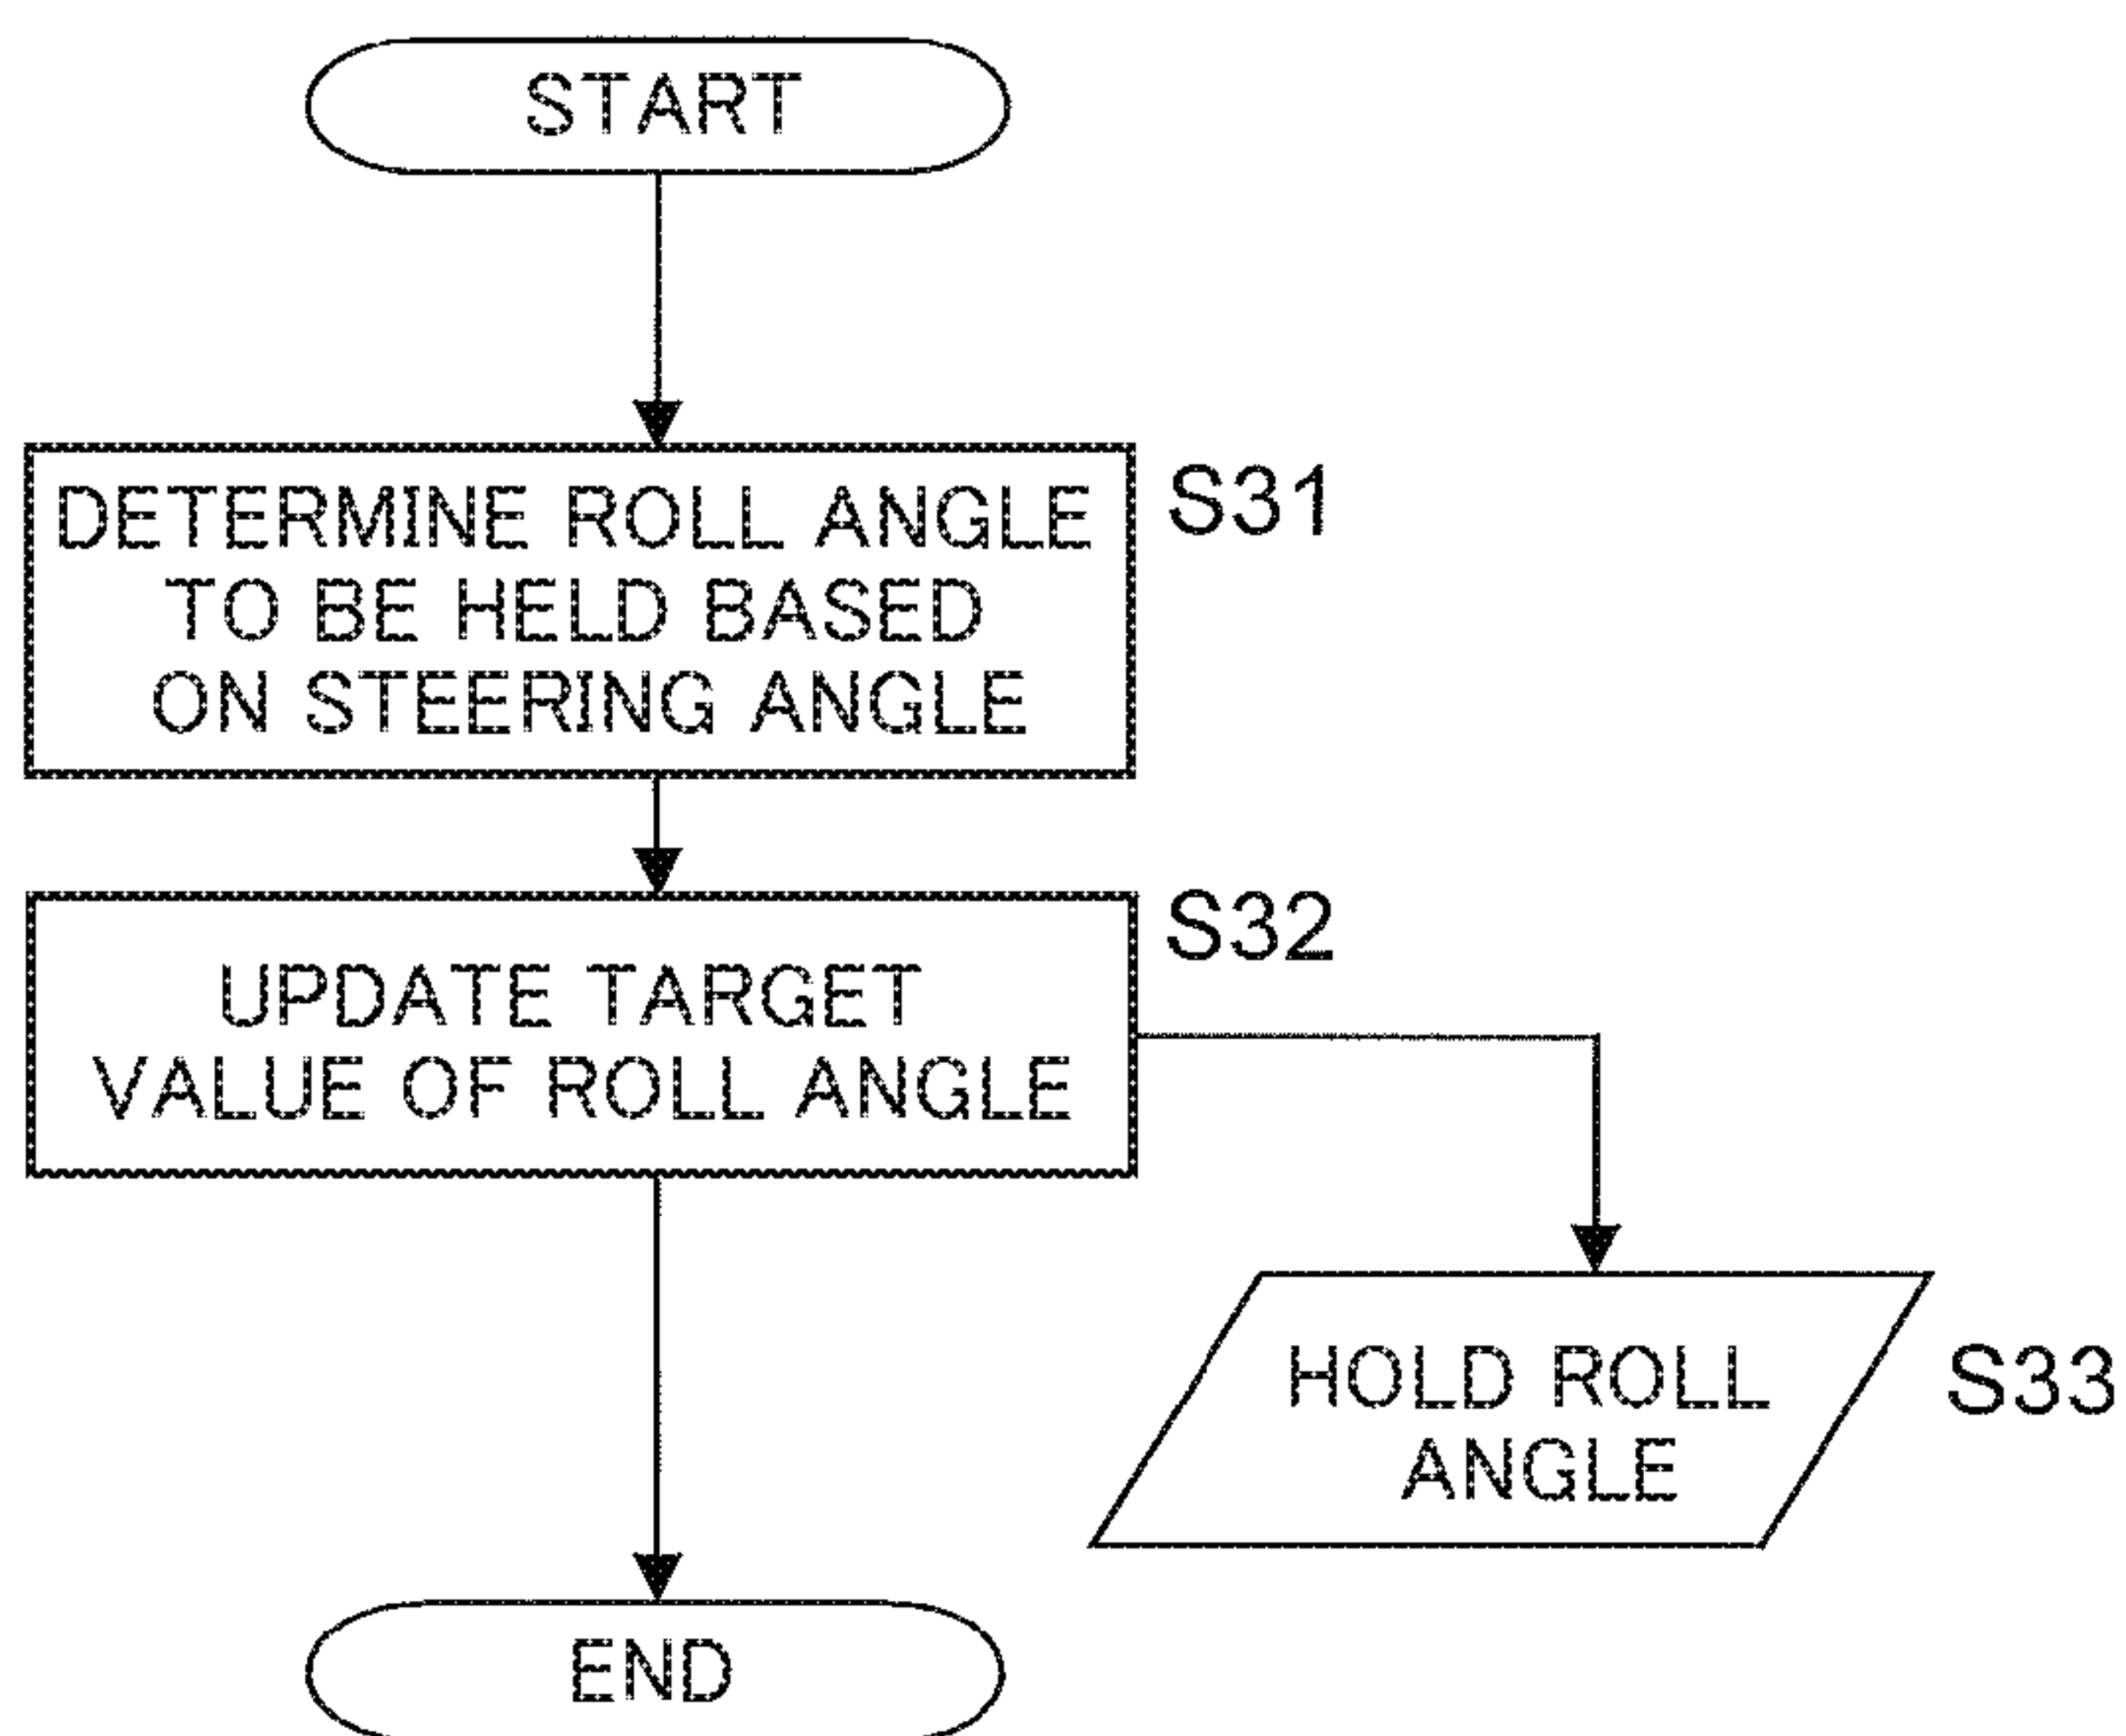 START
DETERMINE ROLL ANGLE
TO BE HELD BASED
ON STEERING ANGLE
S31
UPDATE TARGET
VALUE OF ROLL ANGLE
S32
HOLD ROLL
ANGLE
S33
END